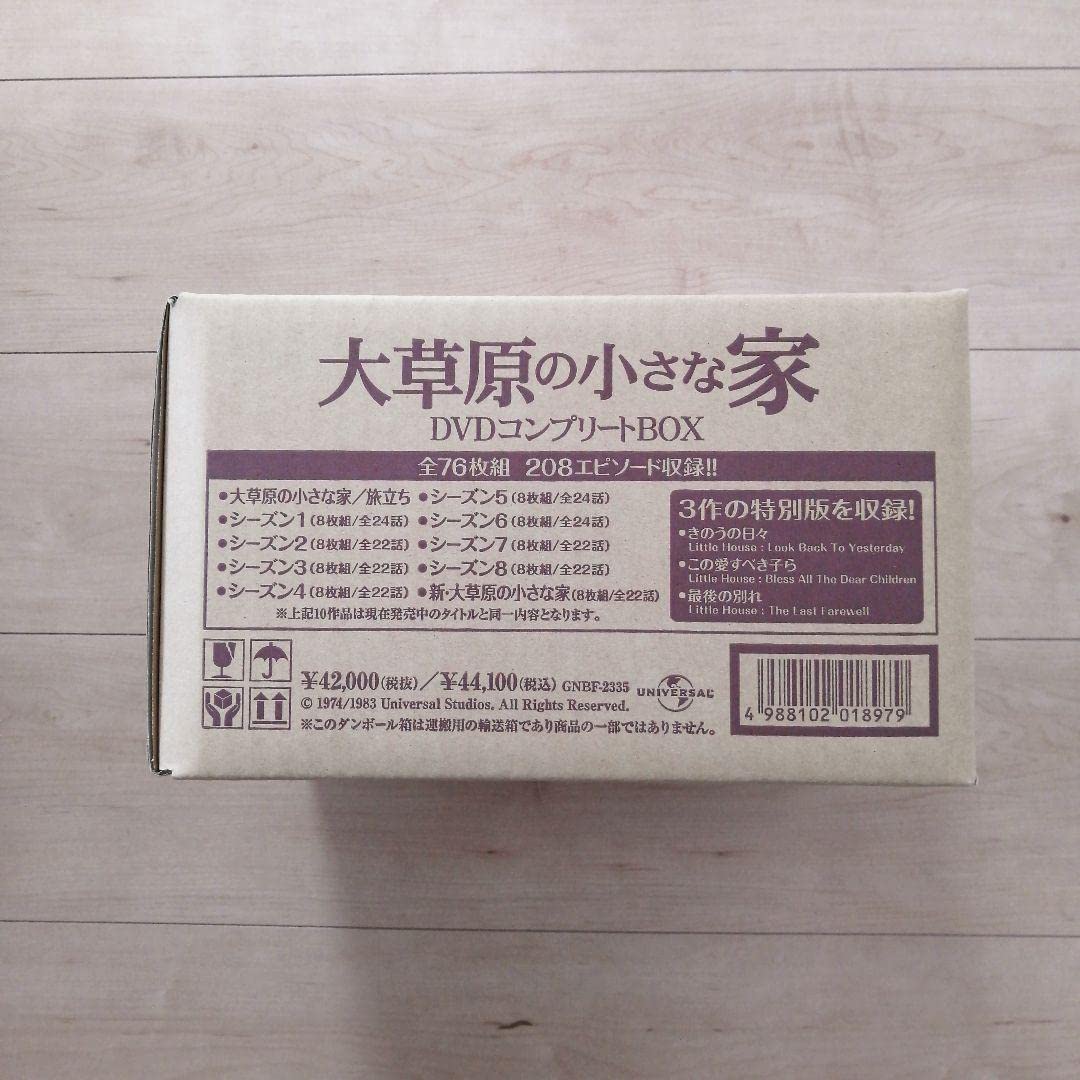 大草原の小さな家
DVDコンプリートBOX
全76枚組 208エピソード収録!!
●大草原の小さな家／旅立ち
●シーズン1(8枚組/全24話)
●シーズン2(8枚組/全22話)
●シーズン3(8枚組/全22話)
●シーズン4(8枚組/全22話)
●シーズン5(8枚組/全24話)
●シーズン6(8枚組/全24話)
●シーズン7(8枚組/全22話)
●シーズン8(8枚組/全22話)
●新・大草原の小さな家(8枚組/全22話)
※上記10作品は現在発売中のタイトルと同一内容となります。
3作の特別版を収録!
●きのうの日々
Little House : Look Back To Yesterday
●この愛すべき子ら
Little House : Bless All The Dear Children
●最後の別れ
Little House : The Last Farewell
¥42,000(税抜)／¥44,100(税込) GNBF-2335
UNIVERSAL
© 1974/1983 Universal Studios. All Rights Reserved.
※このダンボール箱は運搬用の輸送箱であり商品の一部ではありません。
4 988102 018979